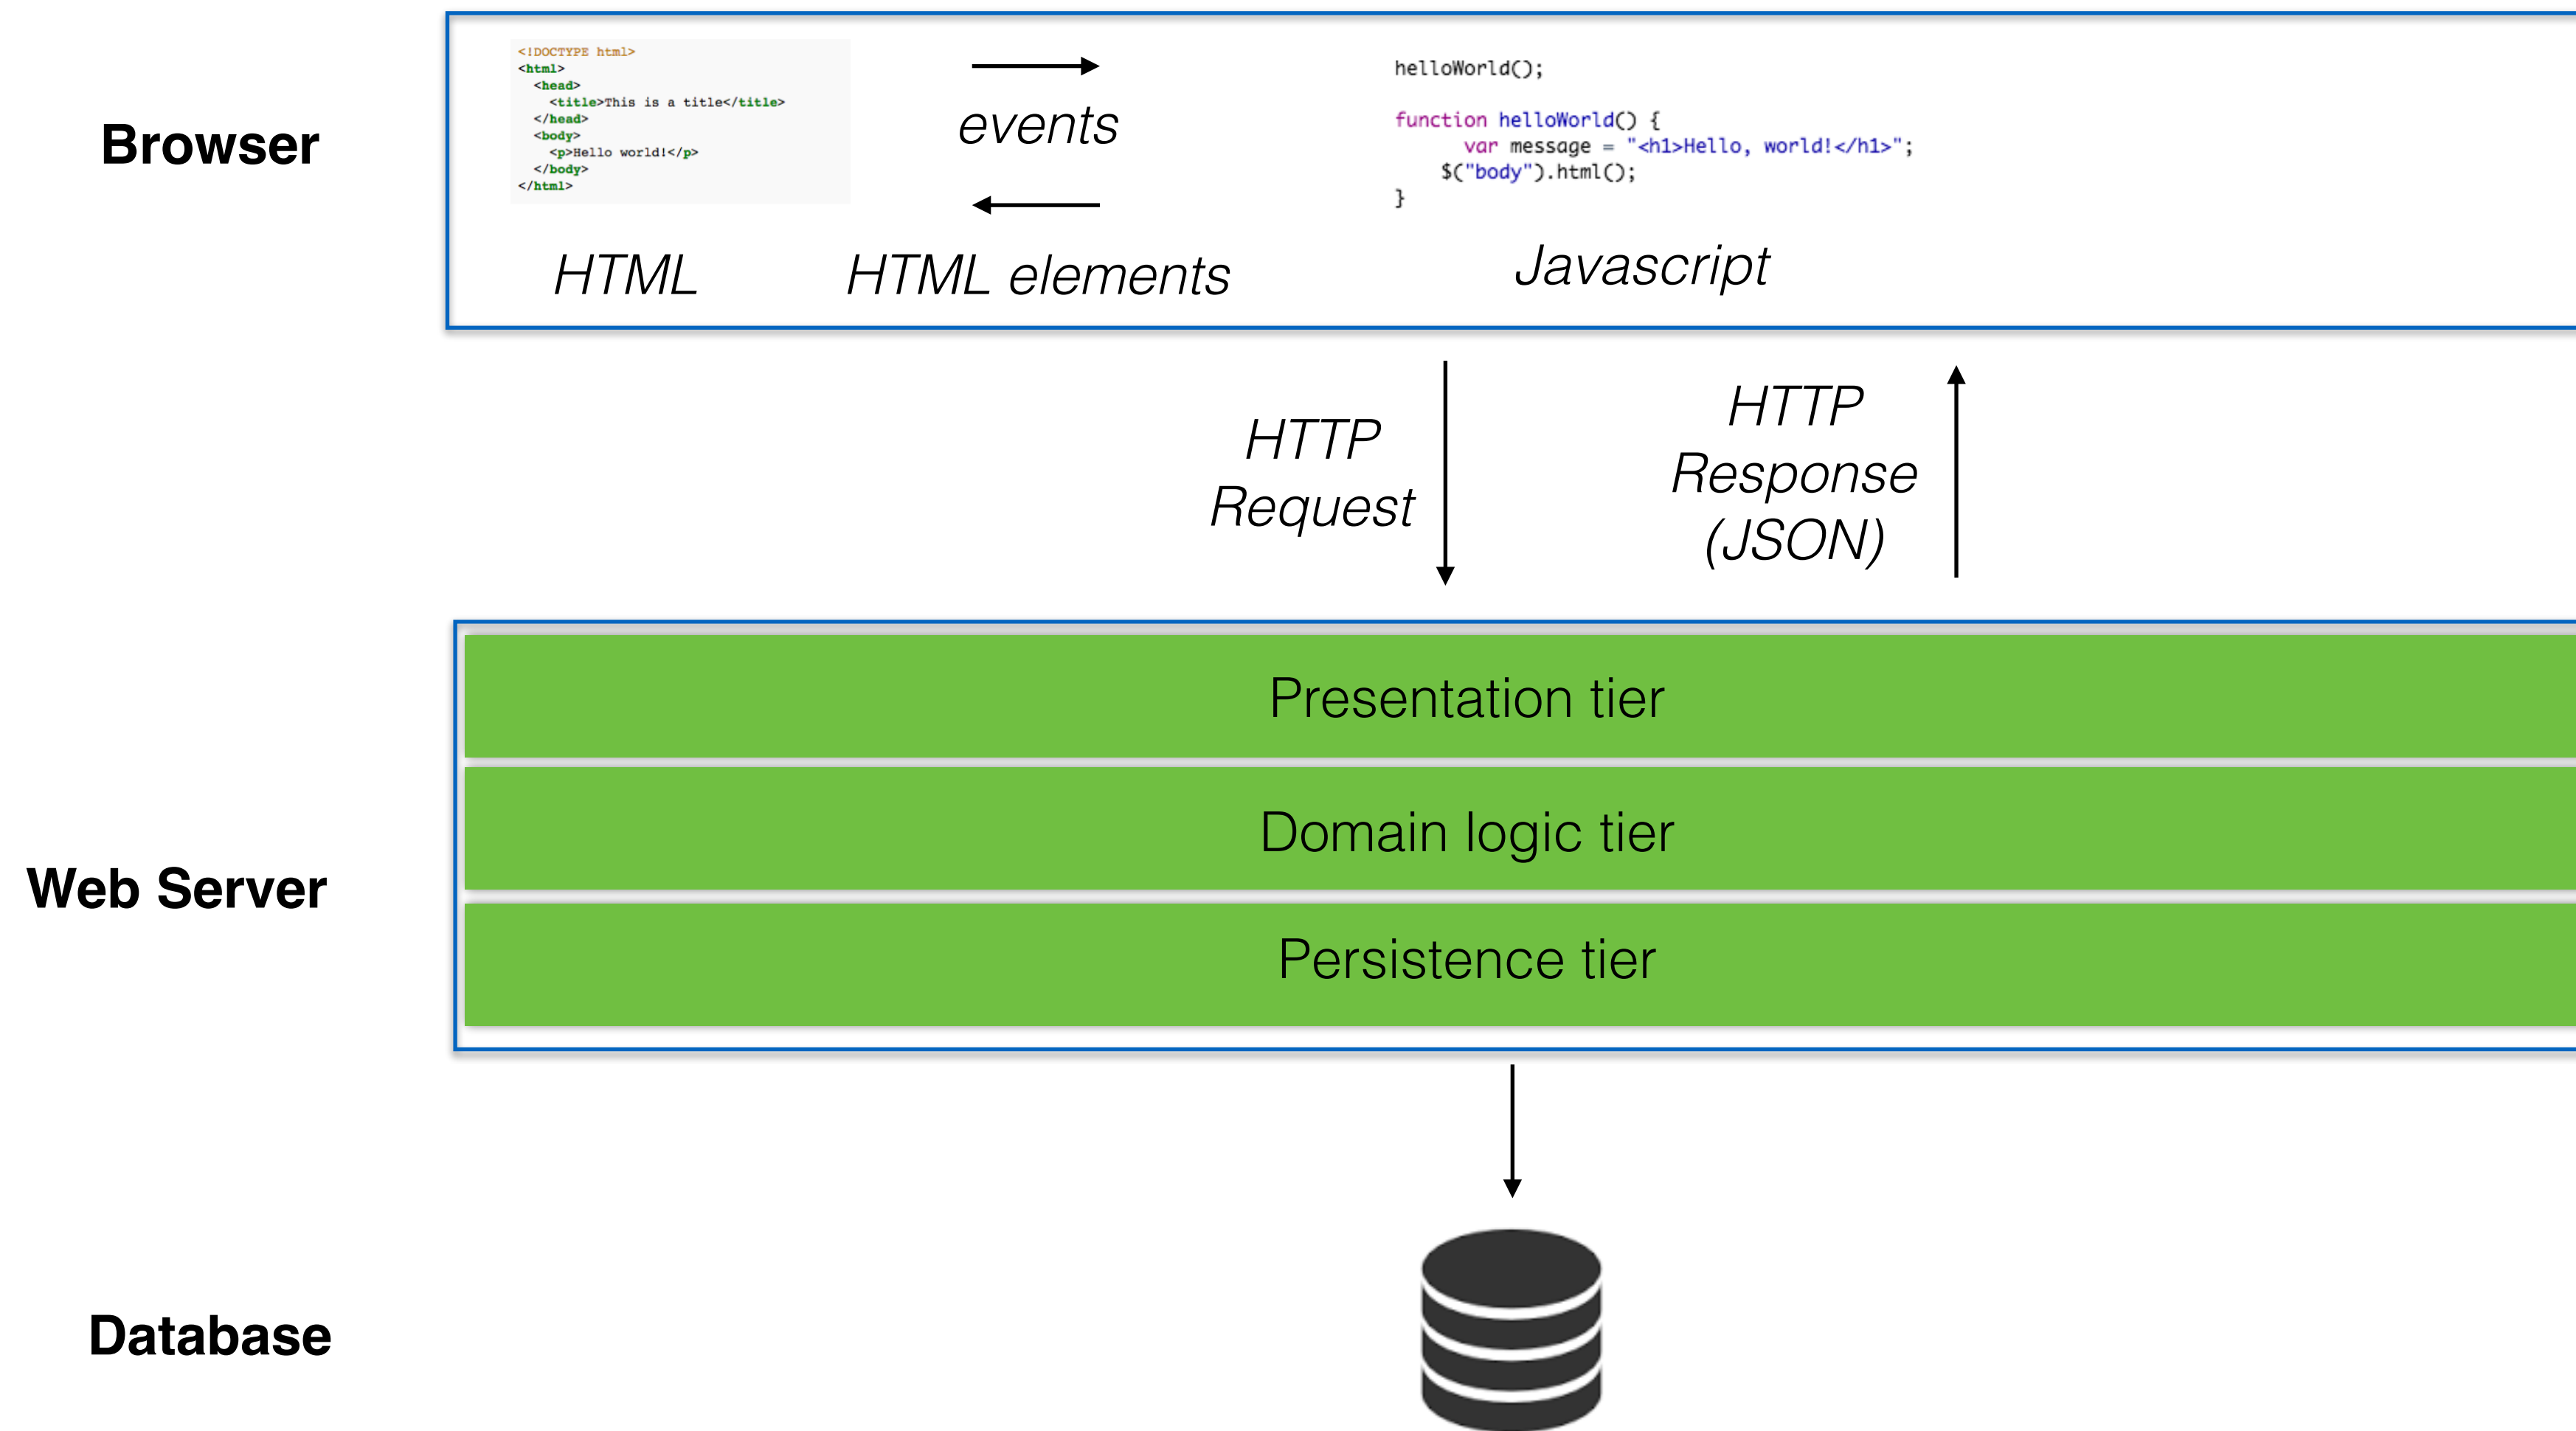 Browser
<!DOCTYPE html>
<html>
<head>
<title>This is a title</title>
</head>
<body>
<p>Hello world!</p>
</body>
</html>
HTML
events
HTML elements
helloWorld();
function helloWorld() {
var message = "<h1>Hello, world!</h1>";
$("body").html();
}
Javascript
HTTP
Request
HTTP
Response
(JSON)
Web Server
Presentation tier
Domain logic tier
Persistence tier
Database